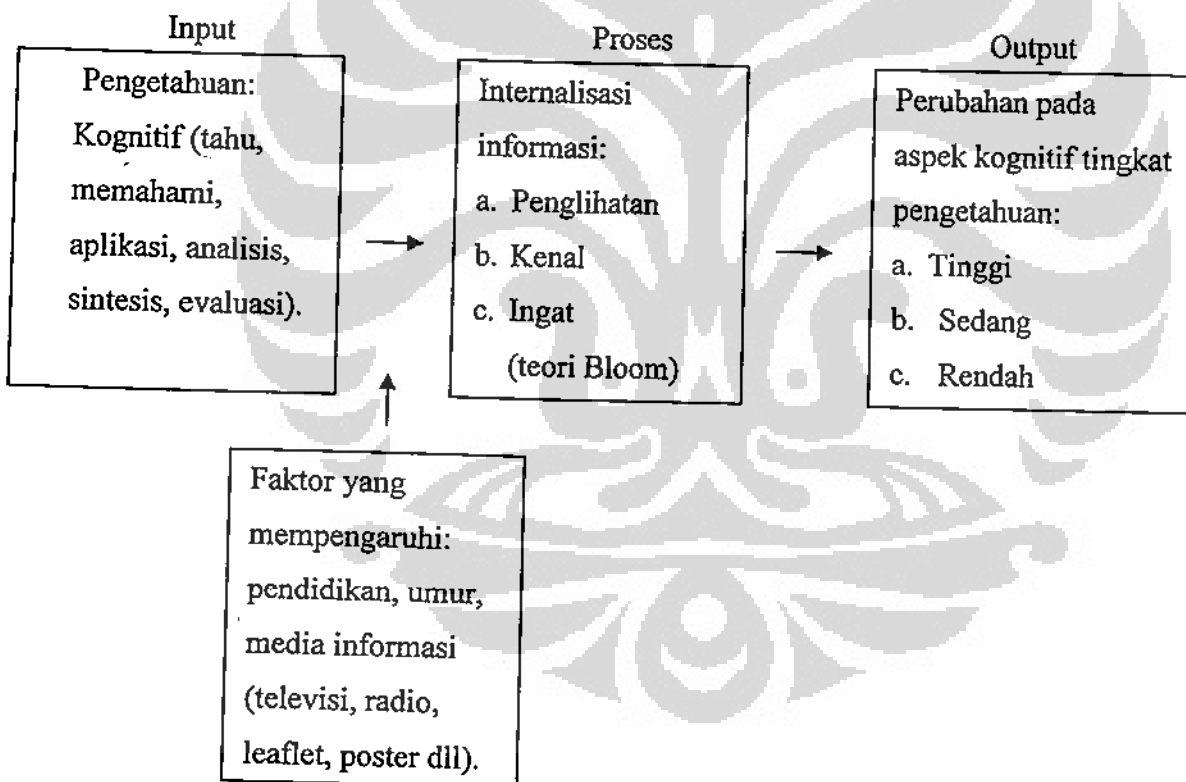 Input
Pengetahuan:
Kognitif (tahu,
memahami,
aplikasi, analisis,
sintesis, evaluasi).
Proses
Internalisasi
informasi:
a. Penglihatan
b. Kenal
c. Ingat
(teori Bloom)
Output
Perubahan pada
aspek kognitif tingkat
pengetahuan:
a. Tinggi
b. Sedang
c. Rendah
Faktor yang
mempengaruhi:
pendidikan, umur,
media informasi
(televisi, radio,
leaflet, poster dll).